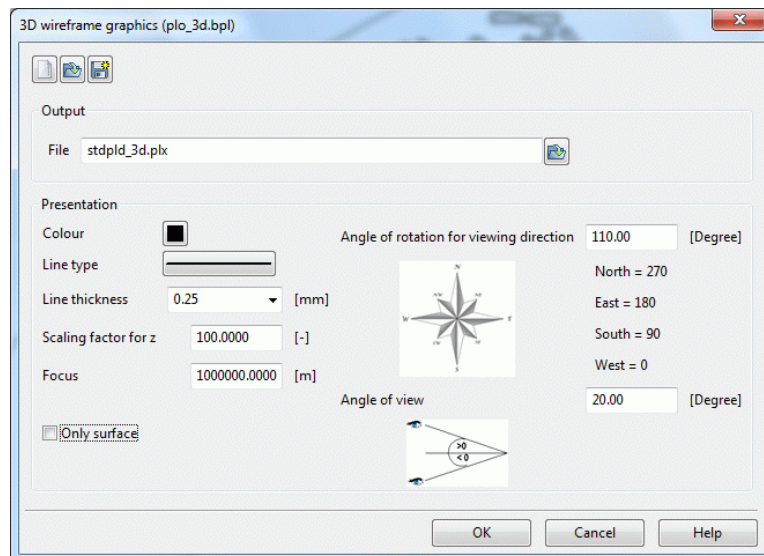 3D wireframe graphics (plo_3d.bpl)
Output
File stdpld_3d.plx
Presentation
Colour
Angle of rotation for viewing direction 110.00 [Degree]
Line type
North = 270
Line thickness 0.25 [mm]
East = 180
Scaling factor for z 100.0000 [-]
South = 90
Focus 1000000.0000 [m]
West = 0
Angle of view 20.00 [Degree]
Only surface
>0
<0
OK Cancel Help